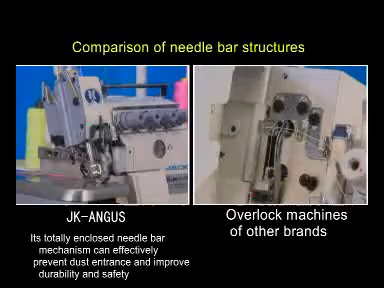 Comparison of needle bar structures
JACK
JK-ANGUS
Its totally enclosed needle bar
mechanism can effectively
prevent dust entrance and improve
durability and safety
Overlock machines
of other brands